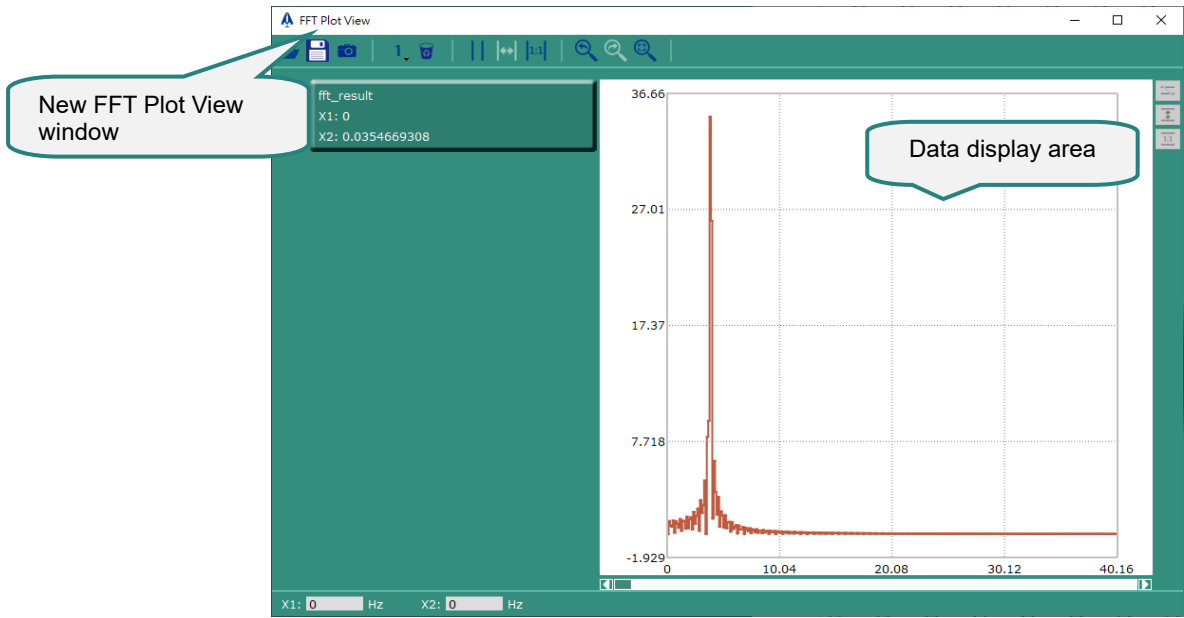 FFT Plot View
1
1:1
New FFT Plot View
window
fft_result
X1: 0
X2: 0.0354669308
Data display area
1:1
36.66
27.01
17.37
7.718
-1.929
0
10.04
20.08
30.12
40.16
X1: 0 Hz X2: 0 Hz